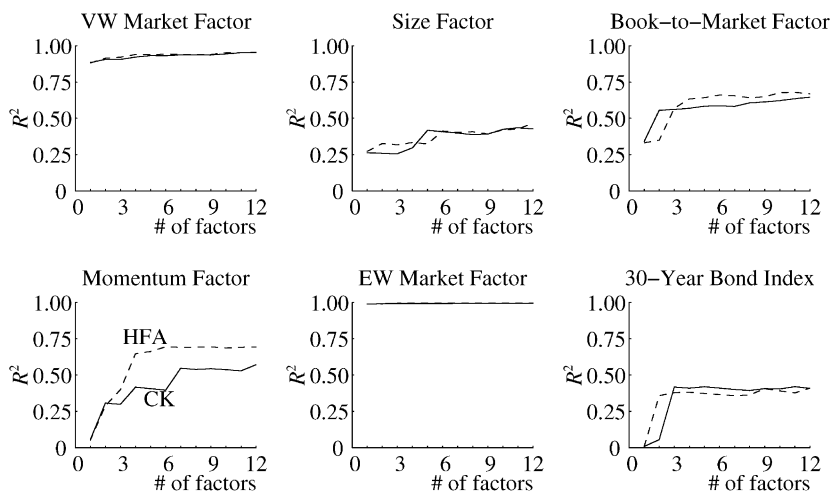 VW Market Factor
1.00
0.75
0.50
0.25
0
R²
0 3 6 9 12
# of factors
Size Factor
1.00
0.75
0.50
0.25
0
R²
0 3 6 9 12
# of factors
Book−to−Market Factor
1.00
0.75
0.50
0.25
0
R²
0 3 6 9 12
# of factors
Momentum Factor
1.00
0.75
0.50
0.25
0
R²
HFA
CK
0 3 6 9 12
# of factors
EW Market Factor
1.00
0.75
0.50
0.25
0
R²
0 3 6 9 12
# of factors
30−Year Bond Index
1.00
0.75
0.50
0.25
0
R²
0 3 6 9 12
# of factors